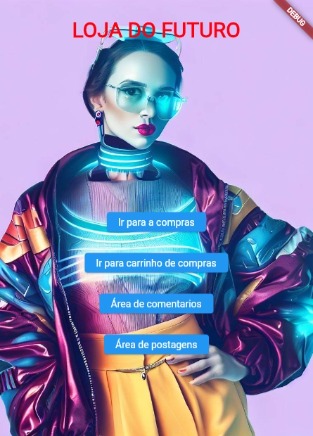 LOJA DO FUTURO
DEBUG
Ir para a compras
Ir para carrinho de compras
Área de comentarios
Área de postagens